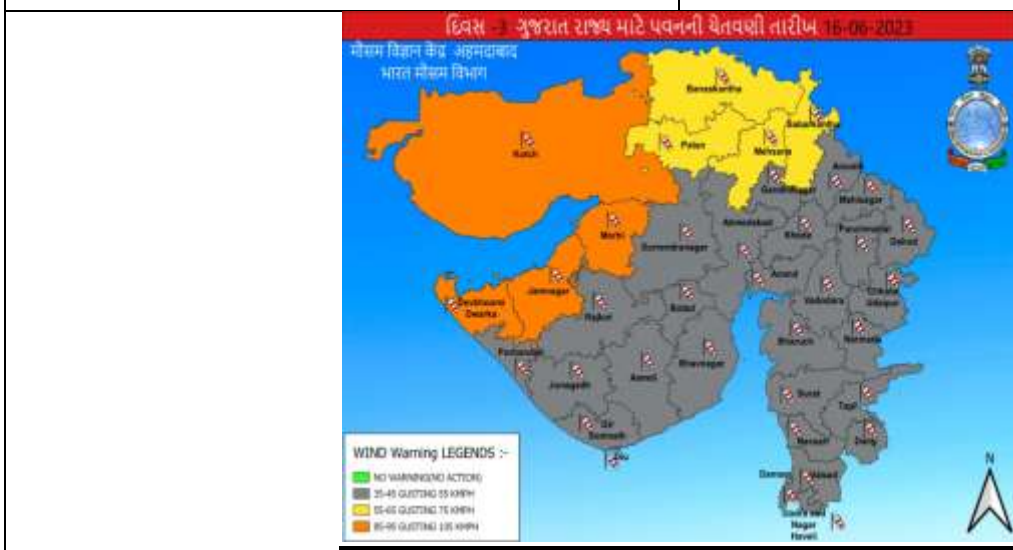 દિવસ -3 ગુજરાત રાજ્ય માટે પવનની ચેતવણી તારીખ 16-06-2023
मौसम विज्ञान केंद्र अहमदाबाद
भारत मौसम विभाग
Banaskantha
Sabarkantha
Patan
Mehsana
Kutch
Aravalli
Gandhinagar
Mahisagar
Morbi
Ahmedabad
Kheda
Panchmahal
Dahod
Surendranagar
Anand
Jamnagar
Vadodara
Chhota
Udaipur
Devbhoomi
Dwarka
Rajkot
Botad
Bharuch
Narmada
Porbandar
Junagadh
Amreli
Bhavnagar
Surat
Tapi
Gir
Somnath
Navsari
Dang
Diu
Daman
Valsad
Dadra and
Nagar
Haveli
N
WIND Warning LEGENDS :-
NO WARNING(NO ACTION)
35-45 GUSTING 55 KMPH
55-65 GUSTING 75 KMPH
85-95 GUSTING 105 KMPH